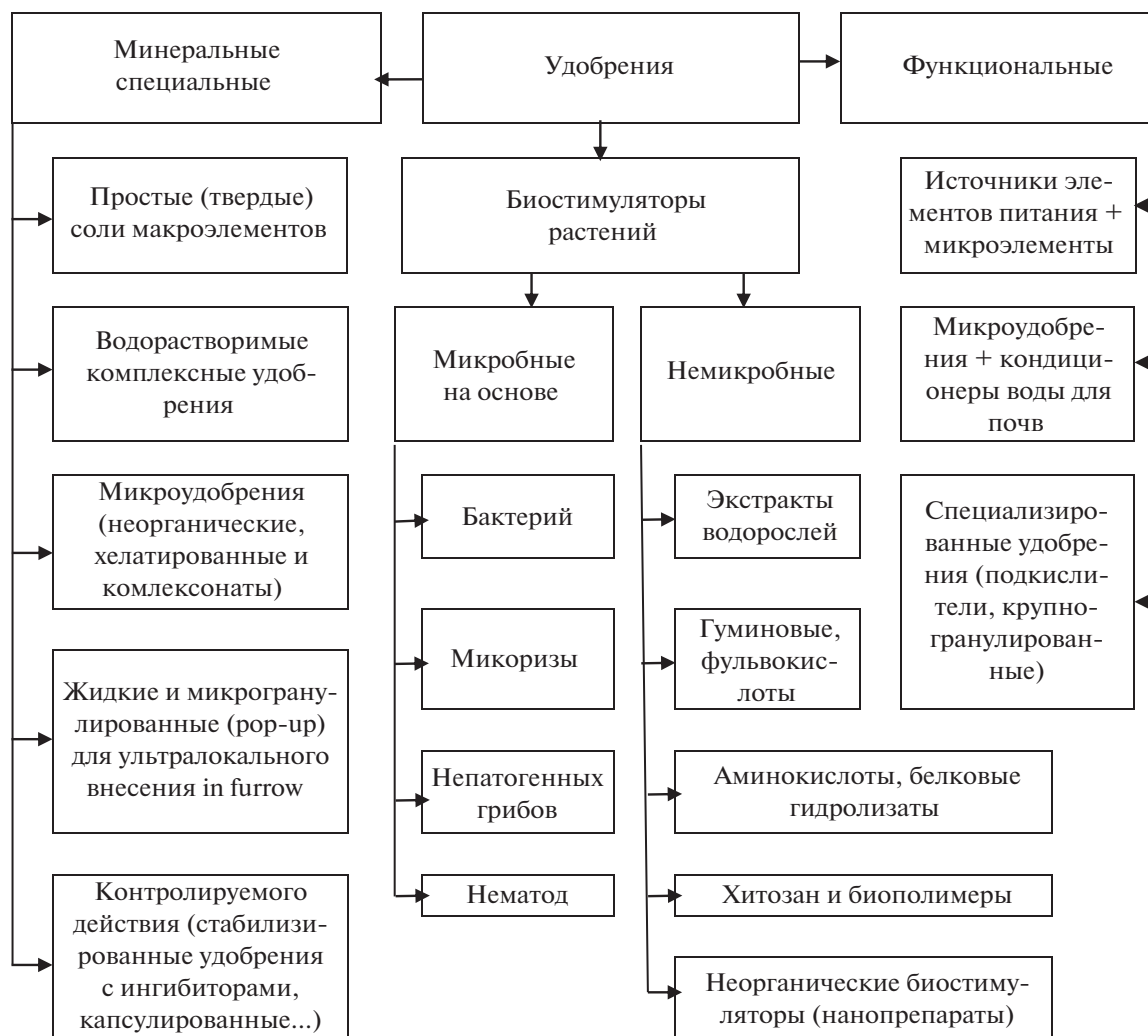 Минеральные
специальные
Удобрения
Функциональные
Простые (твердые)
соли макроэлементов
Биостимуляторы
растений
Источники эле-
ментов питания +
микроэлементы
Водорастворимые
комплексные удоб-
рения
Микробные
на основе
Немикробные
Микроудобре-
ния + кондици-
онеры воды для
почв
Микроудобрения
(неорганические,
хелатированные и
комлексонаты)
Бактерий
Экстракты
водорослей
Специализиро-
ванные удобре-
ния (подкисли-
тели, крупно-
гранулирован-
ные)
Жидкие и микрограну-
лированные (pop-up)
для ультралокального
внесения in furrow
Микоризы
Гуминовые,
фульвокис-
лоты
Непатогенных
грибов
Аминокислоты, белковые
гидролизаты
Контролируемого
действия (стабилизи-
рованные удобрения
с ингибиторами,
капсулированные...)
Нематод
Хитозан и биополимеры
Неорганические биостиму-
ляторы (нанопрепараты)